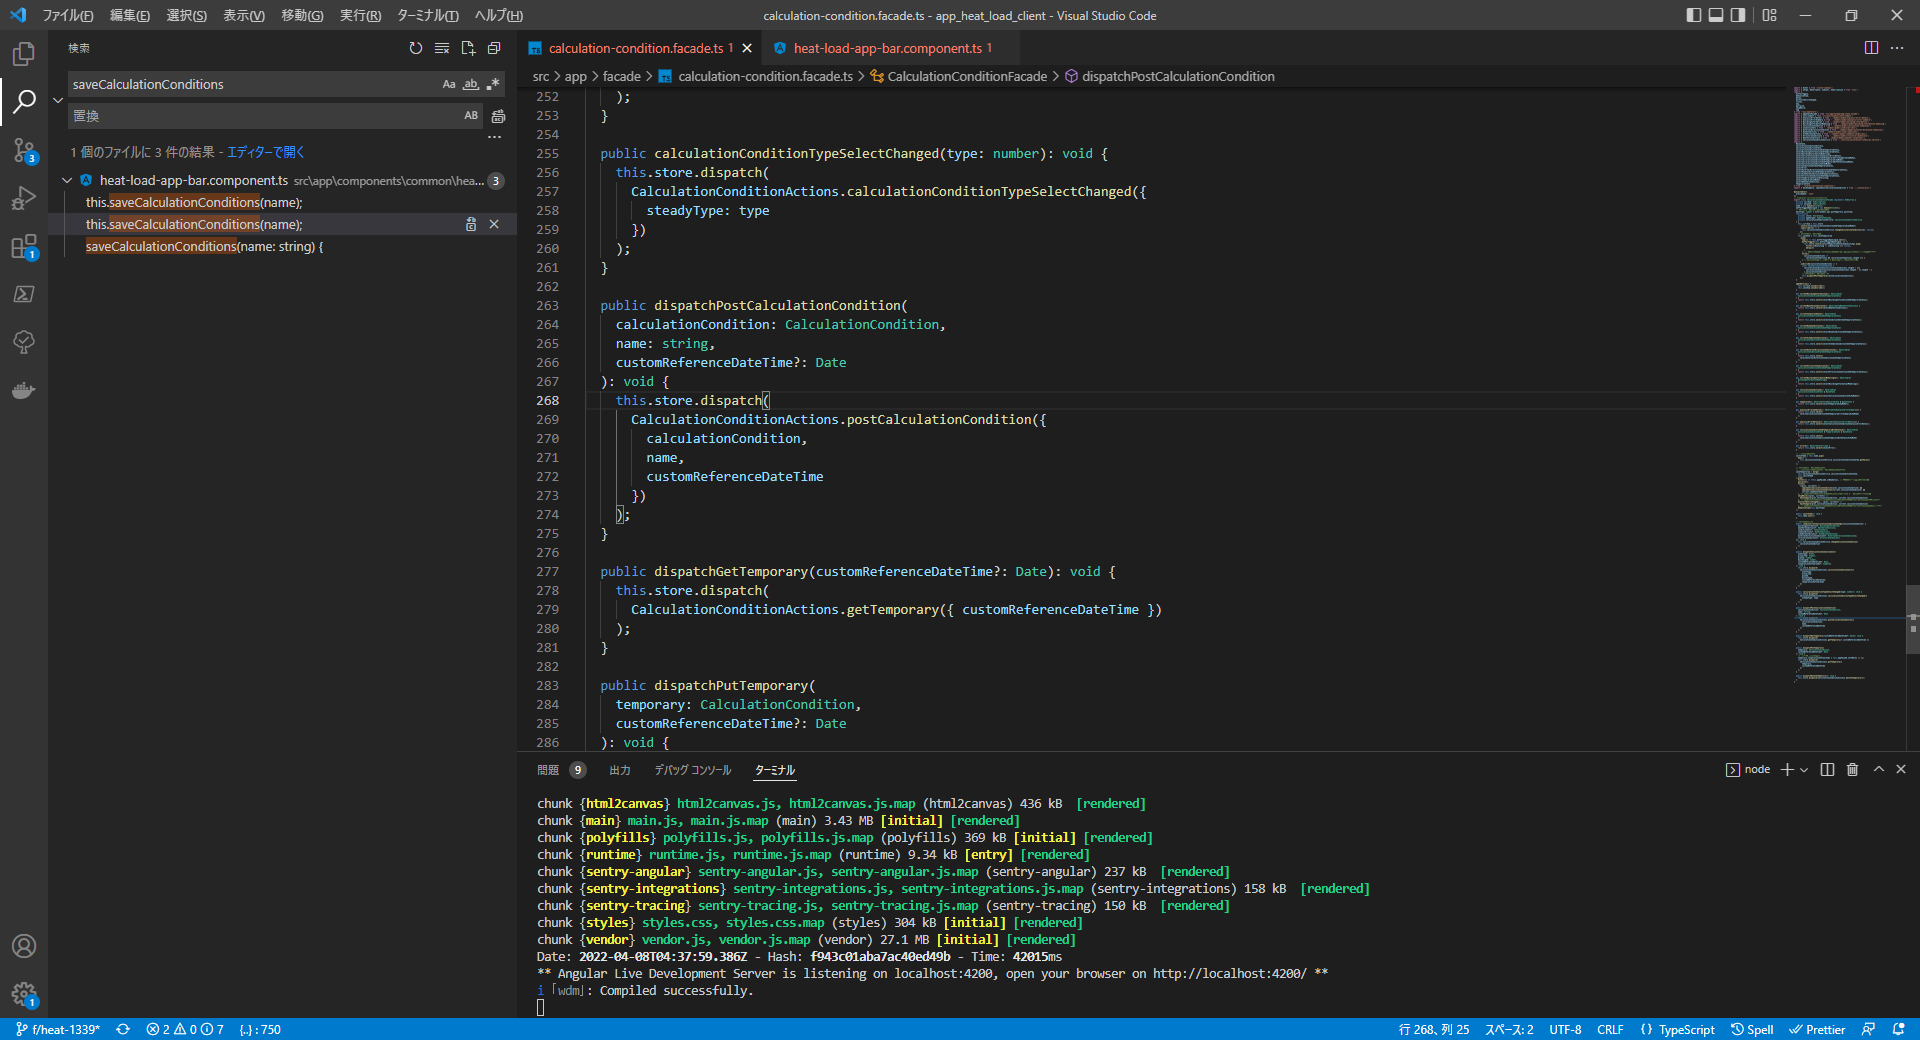 ファイル(F) 編集(E) 選択(S) 表示(V) 移動(G) 実行(R) ターミナル(T) ヘルプ(H)
calculation-condition.facade.ts - app_heat_load_client - Visual Studio Code
検索
saveCalculationConditions
Aa ab .*
置換
AB
1 個のファイルに 3 件の結果 - エディターで開く
heat-load-app-bar.component.ts src\app\components\common\hea... 3
this.saveCalculationConditions(name);
this.saveCalculationConditions(name);
saveCalculationConditions(name: string) {
3
1
1
calculation-condition.facade.ts 1
heat-load-app-bar.component.ts 1
src > app > facade > calculation-condition.facade.ts > CalculationConditionFacade > dispatchPostCalculationCondition
252 );
253 }
254
255 public calculationConditionTypeSelectChanged(type: number): void {
256 this.store.dispatch(
257 CalculationConditionActions.calculationConditionTypeSelectChanged({
258 steadyType: type
259 })
260 );
261 }
262
263 public dispatchPostCalculationCondition(
264 calculationCondition: CalculationCondition,
265 name: string,
266 customReferenceDateTime?: Date
267 ): void {
268 this.store.dispatch(
269 CalculationConditionActions.postCalculationCondition({
270 calculationCondition,
271 name,
272 customReferenceDateTime
273 })
274 );
275 }
276
277 public dispatchGetTemporary(customReferenceDateTime?: Date): void {
278 this.store.dispatch(
279 CalculationConditionActions.getTemporary({ customReferenceDateTime })
280 );
281 }
282
283 public dispatchPutTemporary(
284 temporary: CalculationCondition,
285 customReferenceDateTime?: Date
286 ): void {
問題 9 出力 デバッグ コンソール ターミナル
node
chunk {html2canvas} html2canvas.js, html2canvas.js.map (html2canvas) 436 kB [rendered]
chunk {main} main.js, main.js.map (main) 3.43 MB [initial] [rendered]
chunk {polyfills} polyfills.js, polyfills.js.map (polyfills) 369 kB [initial] [rendered]
chunk {runtime} runtime.js, runtime.js.map (runtime) 9.34 kB [entry] [rendered]
chunk {sentry-angular} sentry-angular.js, sentry-angular.js.map (sentry-angular) 237 kB [rendered]
chunk {sentry-integrations} sentry-integrations.js, sentry-integrations.js.map (sentry-integrations) 158 kB [rendered]
chunk {sentry-tracing} sentry-tracing.js, sentry-tracing.js.map (sentry-tracing) 150 kB [rendered]
chunk {styles} styles.css, styles.css.map (styles) 304 kB [initial] [rendered]
chunk {vendor} vendor.js, vendor.js.map (vendor) 27.1 MB [initial] [rendered]
Date: 2022-04-08T04:37:59.386Z - Hash: f943c01aba7ac40ed49b - Time: 42015ms
** Angular Live Development Server is listening on localhost:4200, open your browser on http://localhost:4200/ **
i ｢wdm｣: Compiled successfully.
f/heat-1339* 2 0 7 {..} : 750
行 268、列 25 スペース: 2 UTF-8 CRLF {} TypeScript Spell Prettier